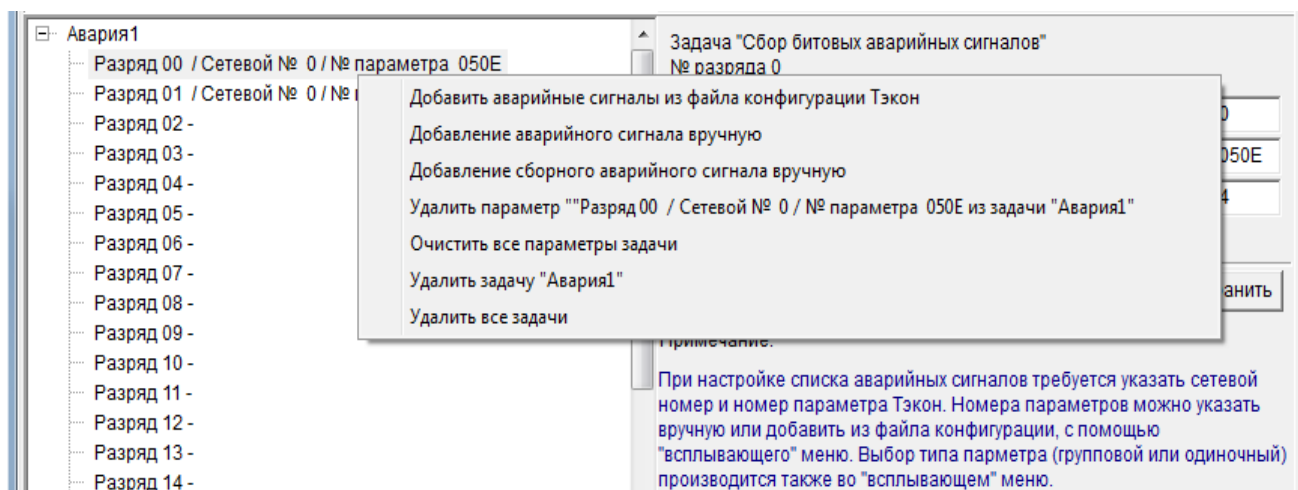 Авария1
Разряд 00 / Сетевой № 0 / № параметра 050E
Разряд 01 / Сетевой № 0 / №
Разряд 02 -
Разряд 03 -
Разряд 04 -
Разряд 05 -
Разряд 06 -
Разряд 07 -
Разряд 08 -
Разряд 09 -
Разряд 10 -
Разряд 11 -
Разряд 12 -
Разряд 13 -
Разряд 14 -
Добавить аварийные сигналы из файла конфигурации Тэкон
Добавление аварийного сигнала вручную
Добавление сборного аварийного сигнала вручную
Удалить параметр ""Разряд 00 / Сетевой № 0 / № параметра 050E из задачи "Авария1"
Очистить все параметры задачи
Удалить задачу "Авария1"
Удалить все задачи
Задача "Сбор битовых аварийных сигналов"
№ разряда 0
050E
4
анить
Примечание:
При настройке списка аварийных сигналов требуется указать сетевой
номер и номер параметра Тэкон. Номера параметров можно указать
вручную или добавить из файла конфигурации, с помощью
"всплывающего" меню. Выбор типа парметра (групповой или одиночный)
производится также во "всплывающем" меню.